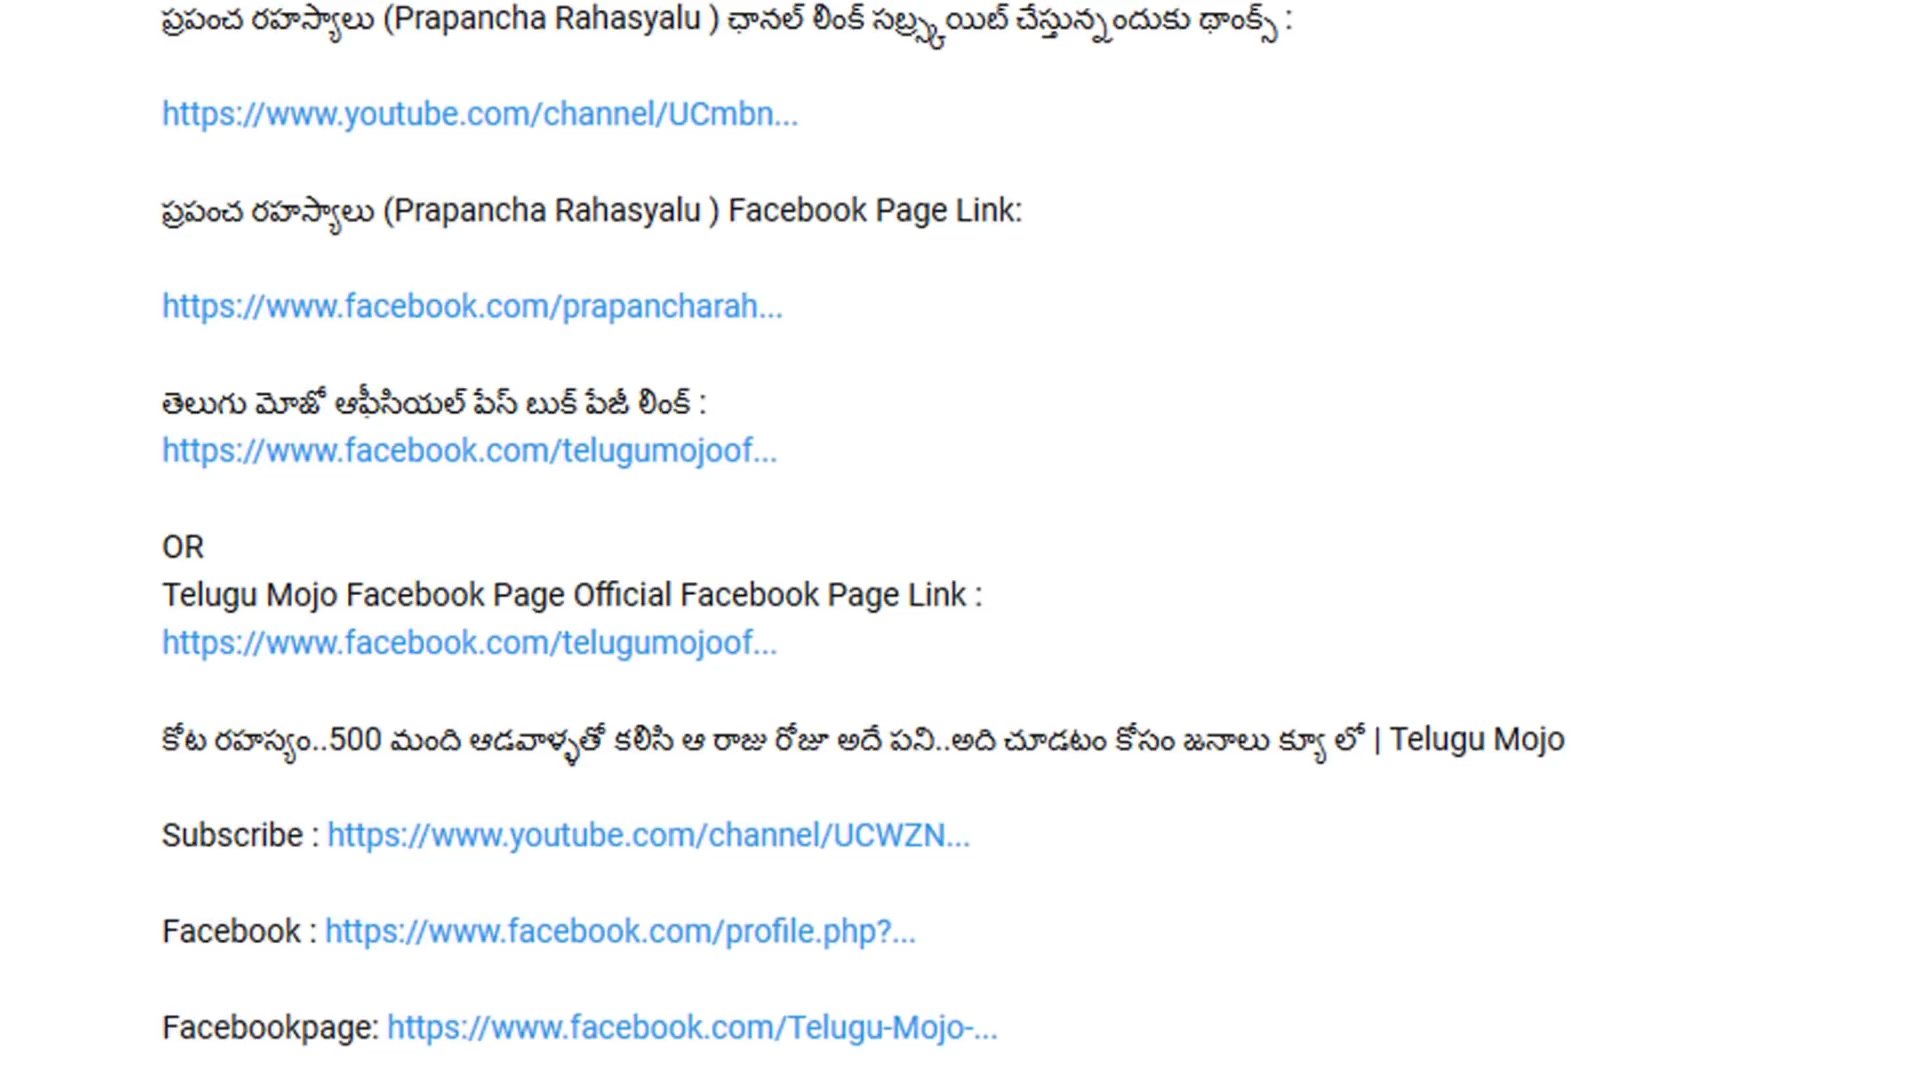 ప్రపంచ రహస్యాలు (Prapancha Rahasyalu ) ఛానల్ లింక్ సబ్స్క్రయిబ్ చేస్తున్నందుకు థాంక్స్ :
https://www.youtube.com/channel/UCmbn...
ప్రపంచ రహస్యాలు (Prapancha Rahasyalu ) Facebook Page Link:
https://www.facebook.com/prapancharah...
తెలుగు మోజో ఆఫీసియల్ పేస్ బుక్ పేజీ లింక్ :
https://www.facebook.com/telugumojoof...
OR
Telugu Mojo Facebook Page Official Facebook Page Link :
https://www.facebook.com/telugumojoof...
కోట రహస్యం..500 మంది ఆడవాళ్ళతో కలిసి ఆ రాజు రోజూ అదే పని..అది చూడటం కోసం జనాలు క్యూ లో | Telugu Mojo
Subscribe : https://www.youtube.com/channel/UCWZN...
Facebook : https://www.facebook.com/profile.php?...
Facebookpage: https://www.facebook.com/Telugu-Mojo-...